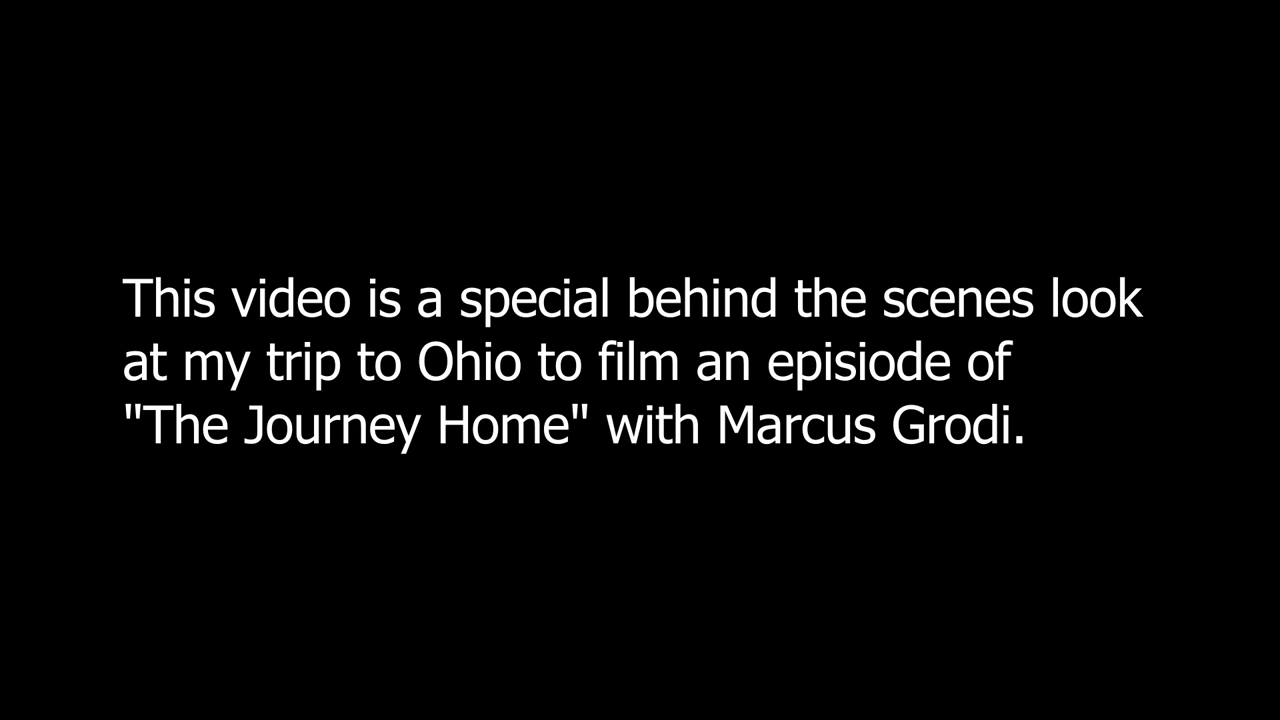 This video is a special behind the scenes look
at my trip to Ohio to film an episiode of
"The Journey Home" with Marcus Grodi.